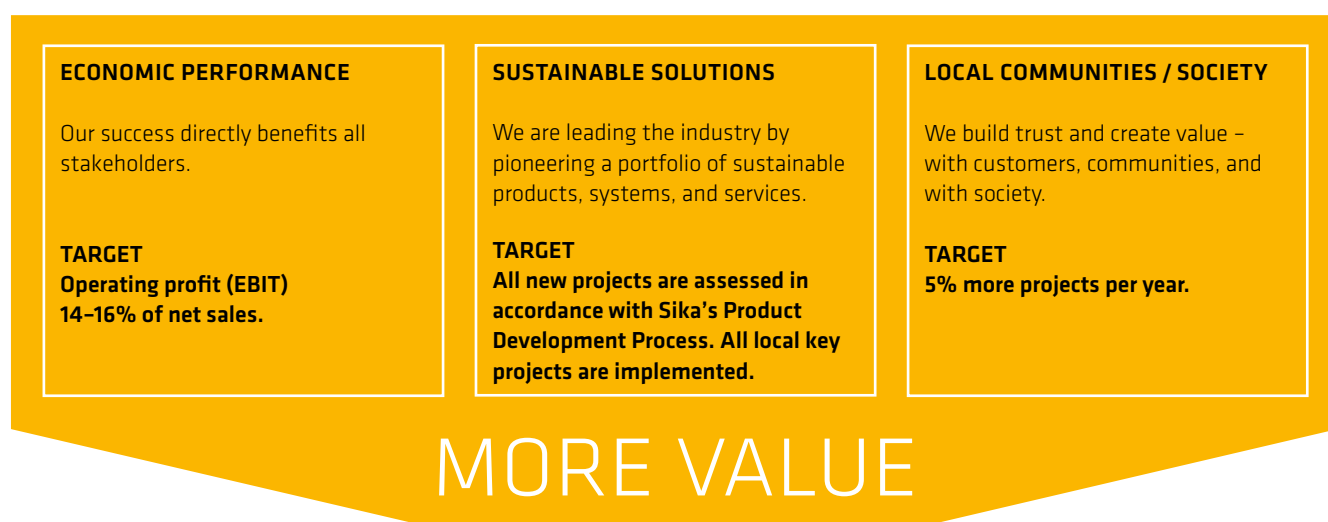 ECONOMIC PERFORMANCE
Our success directly benefits all
stakeholders.
TARGET
Operating profit (EBIT)
14–16% of net sales.
SUSTAINABLE SOLUTIONS
We are leading the industry by
pioneering a portfolio of sustainable
products, systems, and services.
TARGET
All new projects are assessed in
accordance with Sika's Product
Development Process. All local key
projects are implemented.
LOCAL COMMUNITIES / SOCIETY
We build trust and create value –
with customers, communities, and
with society.
TARGET
5% more projects per year.
MORE VALUE